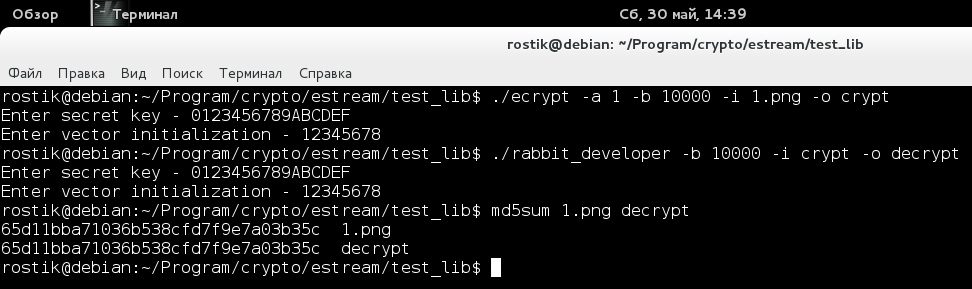 Обзор Терминал Сб, 30 май, 14:39
rostik@debian: ~/Program/crypto/estream/test_lib
Файл Правка Вид Поиск Терминал Справка
rostik@debian:~/Program/crypto/estream/test_lib$ ./ecrypt -a 1 -b 10000 -i 1.png -o crypt
Enter secret key - 0123456789ABCDEF
Enter vector initialization - 12345678
rostik@debian:~/Program/crypto/estream/test_lib$ ./rabbit_developer -b 10000 -i crypt -o decrypt
Enter secret key - 0123456789ABCDEF
Enter vector initialization - 12345678
rostik@debian:~/Program/crypto/estream/test_lib$ md5sum 1.png decrypt
65d11bba71036b538cfd7f9e7a03b35c  1.png
65d11bba71036b538cfd7f9e7a03b35c  decrypt
rostik@debian:~/Program/crypto/estream/test_lib$